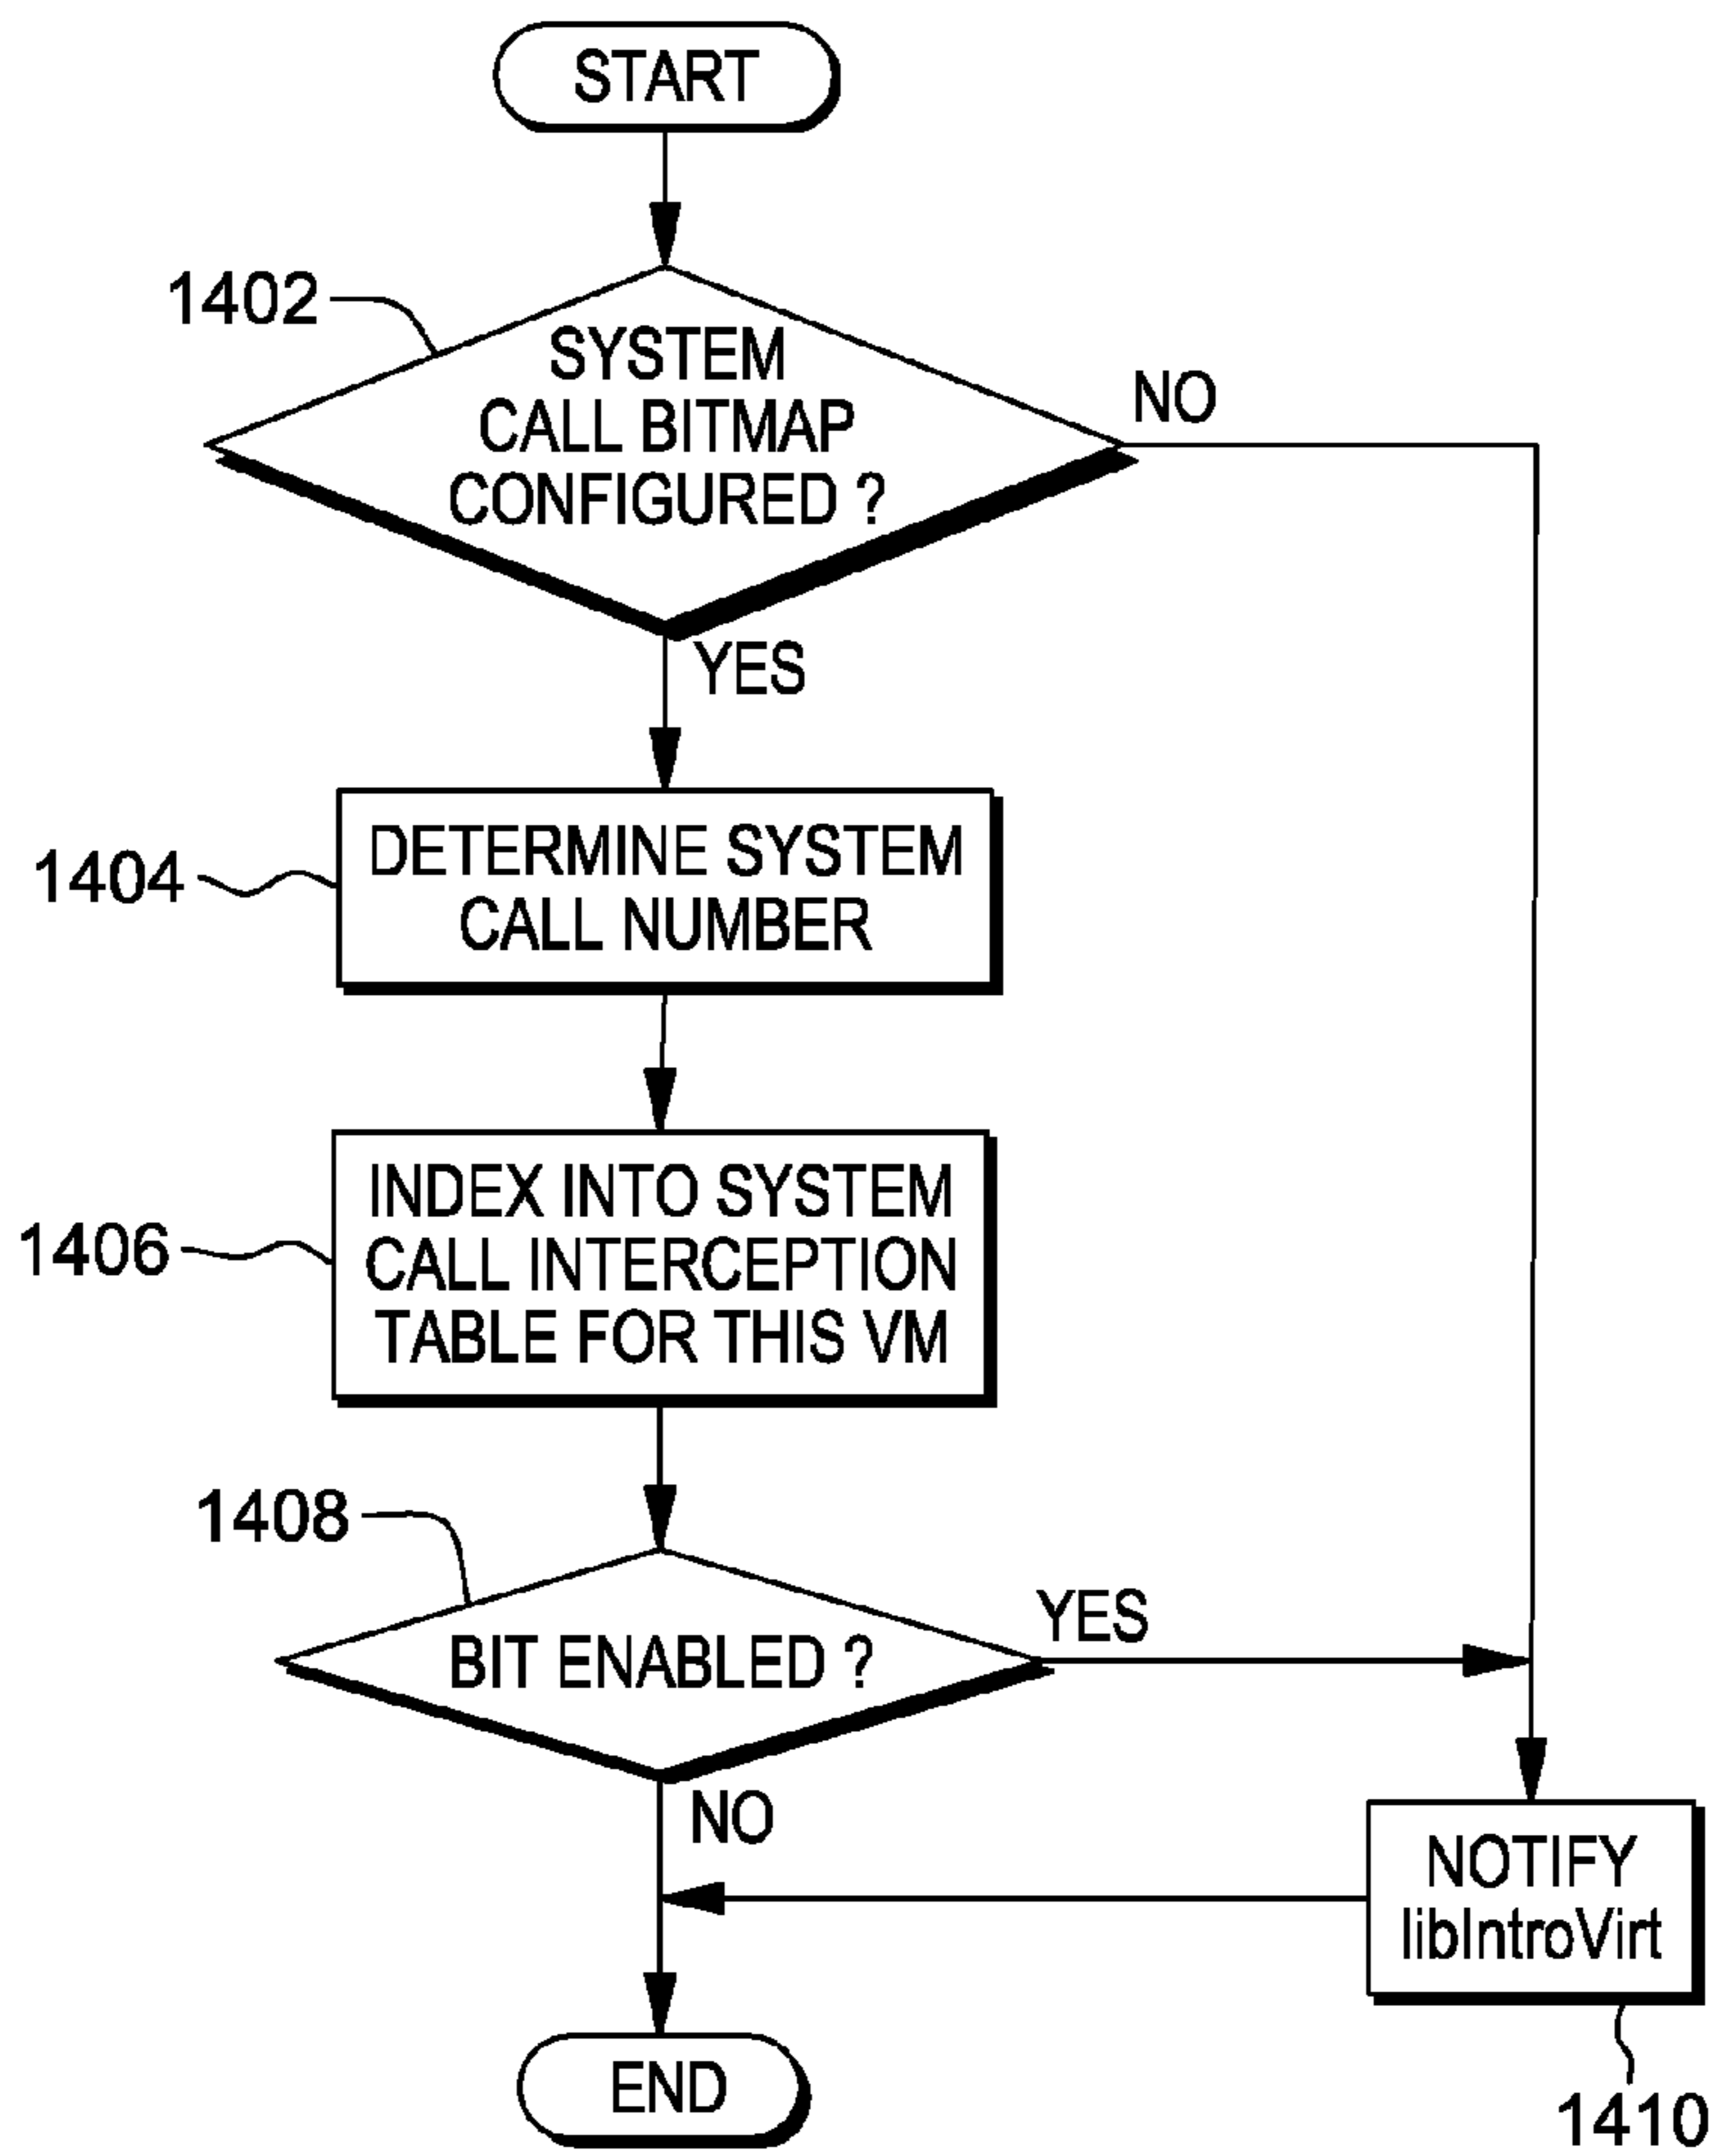 START
1402
SYSTEM
CALL BITMAP
CONFIGURED ?
NO
YES
1404
DETERMINE SYSTEM
CALL NUMBER
1406
INDEX INTO SYSTEM
CALL INTERCEPTION
TABLE FOR THIS VM
1408
BIT ENABLED ?
YES
NO
NOTIFY
libIntroVirt
1410
END